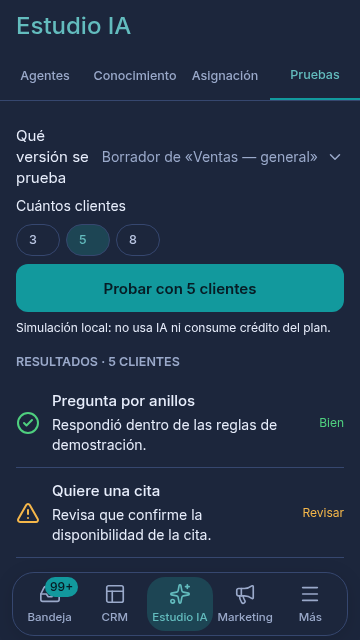 Estudio IA
Agentes Conocimiento Asignación Pruebas
Qué
versión se
prueba
Borrador de «Ventas — general»
Cuántos clientes
3 5 8
Probar con 5 clientes
Simulación local: no usa IA ni consume crédito del plan.
RESULTADOS · 5 CLIENTES
Pregunta por anillos
Respondió dentro de las reglas de
demostración.
Bien
Quiere una cita
Revisa que confirme la
disponibilidad de la cita.
Revisar
99+
Bandeja CRM Estudio IA Marketing Más